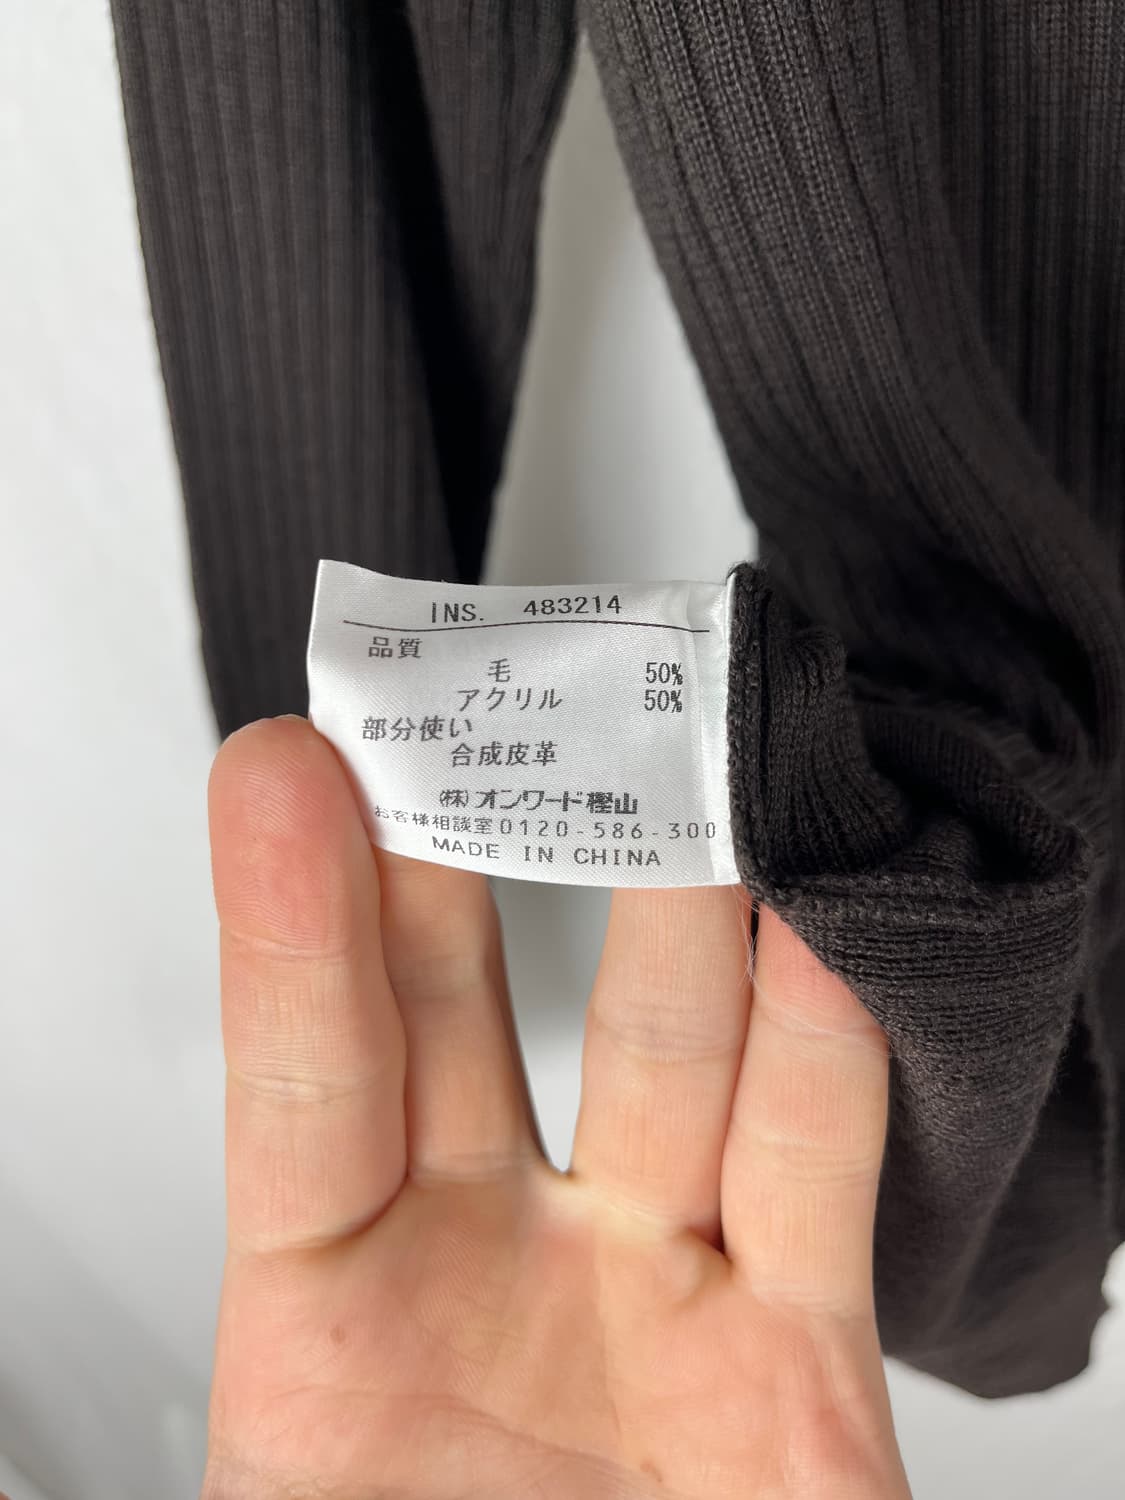 INS. 483214
品質
毛 50%
アクリル 50%
部分使い
合成皮革
㈱オンワード樫山
お客様相談室0120-586-300
MADE IN CHINA